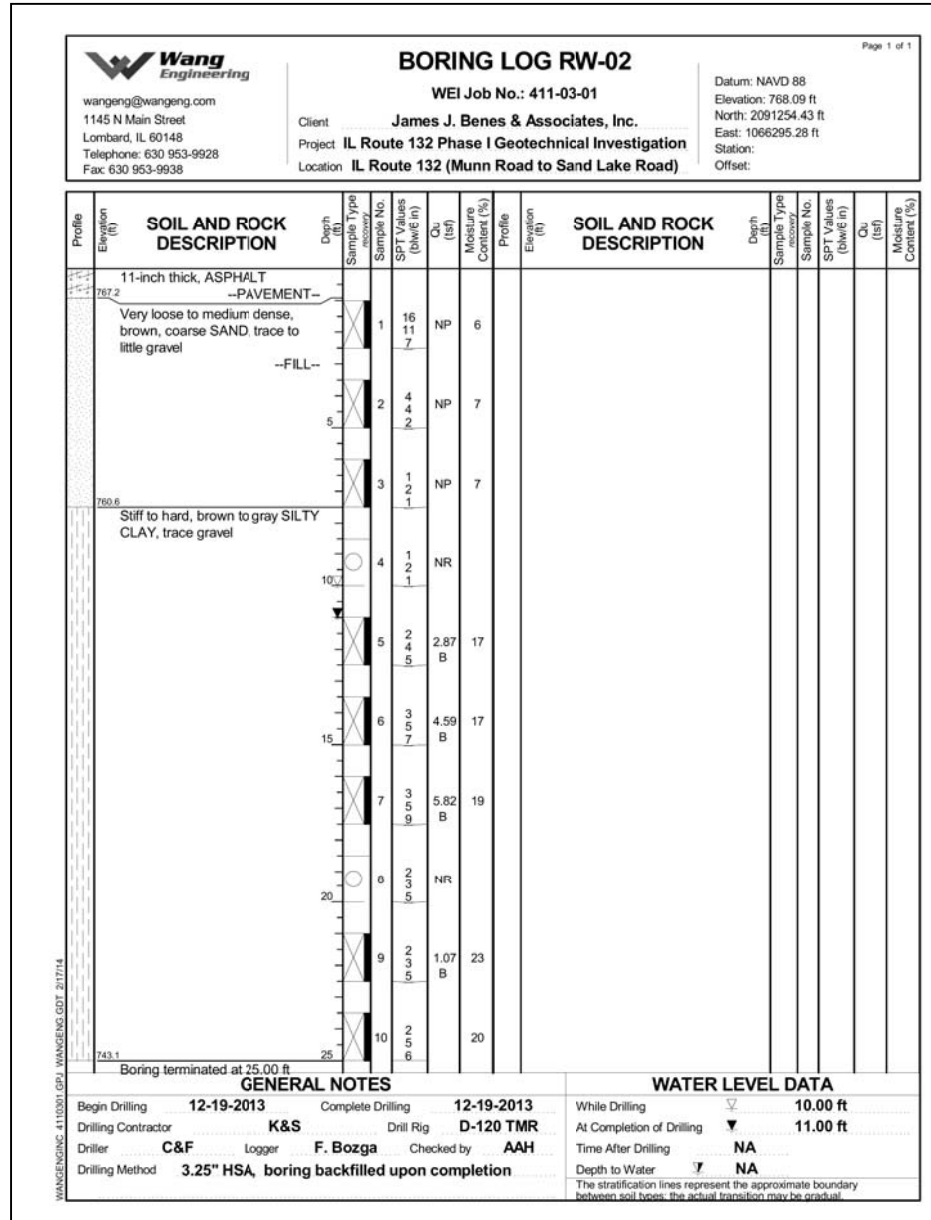 Page 1 of 1
Wang
Engineering
BORING LOG RW-02
WEI Job No.: 411-03-01
wangeng@wangeng.com
1145 N Main Street
Lombard, IL 60148
Telephone: 630 953-9928
Fax: 630 953-9938
Client James J. Benes & Associates, Inc.
Project IL Route 132 Phase I Geotechnical Investigation
Location IL Route 132 (Munn Road to Sand Lake Road)
Datum: NAVD 88
Elevation: 768.09 ft
North: 2091254.43 ft
East: 1066295.28 ft
Station:
Offset:
Profile
Elevation (ft)
SOIL AND ROCK
DESCRIPTION
Depth (ft)
Sample Type
recovery
Sample No.
SPT Values (blw/6 in)
Qu (tsf)
Moisture Content (%)
Profile
Elevation (ft)
SOIL AND ROCK
DESCRIPTION
Depth (ft)
Sample Type
recovery
Sample No.
SPT Values (blw/6 in)
Qu (tsf)
Moisture Content (%)
11-inch thick, ASPHALT
767.2 --PAVEMENT--
Very loose to medium dense,
brown, coarse SAND, trace to
little gravel
--FILL--
1 16 11 7 NP 6
2 4 4 2 NP 7
5
3 1 2 1 NP 7
760.6
Stiff to hard, brown to gray SILTY
CLAY, trace gravel
4 1 2 1 NR
10
5 2 4 5 2.87 B 17
6 3 5 7 4.59 B 17
15
7 3 5 9 5.82 B 19
8 2 3 5 NR
20
9 2 3 5 1.07 B 23
10 2 5 6 20
743.1 25
Boring terminated at 25.00 ft
GENERAL NOTES
Begin Drilling 12-19-2013 Complete Drilling 12-19-2013
Drilling Contractor K&S Drill Rig D-120 TMR
Driller C&F Logger F. Bozga Checked by AAH
Drilling Method 3.25" HSA, boring backfilled upon completion
WATER LEVEL DATA
While Drilling 10.00 ft
At Completion of Drilling 11.00 ft
Time After Drilling NA
Depth to Water NA
The stratification lines represent the approximate boundary
between soil types; the actual transition may be gradual.
WANGENGINC 4110301.GPJ WANGENG.GDT 2/17/14